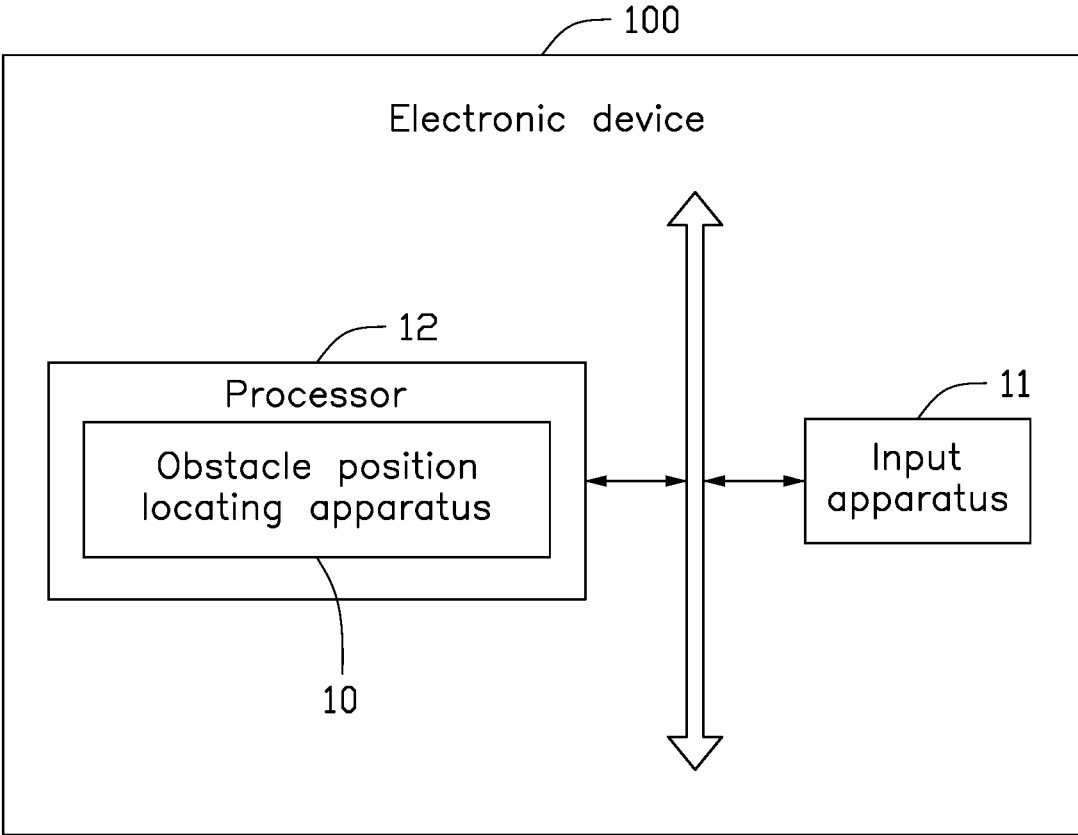 100
Electronic device
12
Processor
Obstacle position
locating apparatus
10
11
Input
apparatus